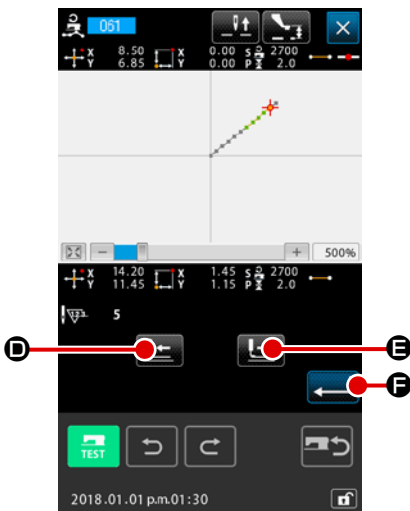 061
X 8.50 X 0.00 S 2700
Y 6.85 Y 0.00 P 2.0
500%
X 14.20 X 1.45 S 2700
Y 11.45 Y 1.15 P 2.0
123. 5
D E
F
TEST
2018.01.01 p.m.01:30